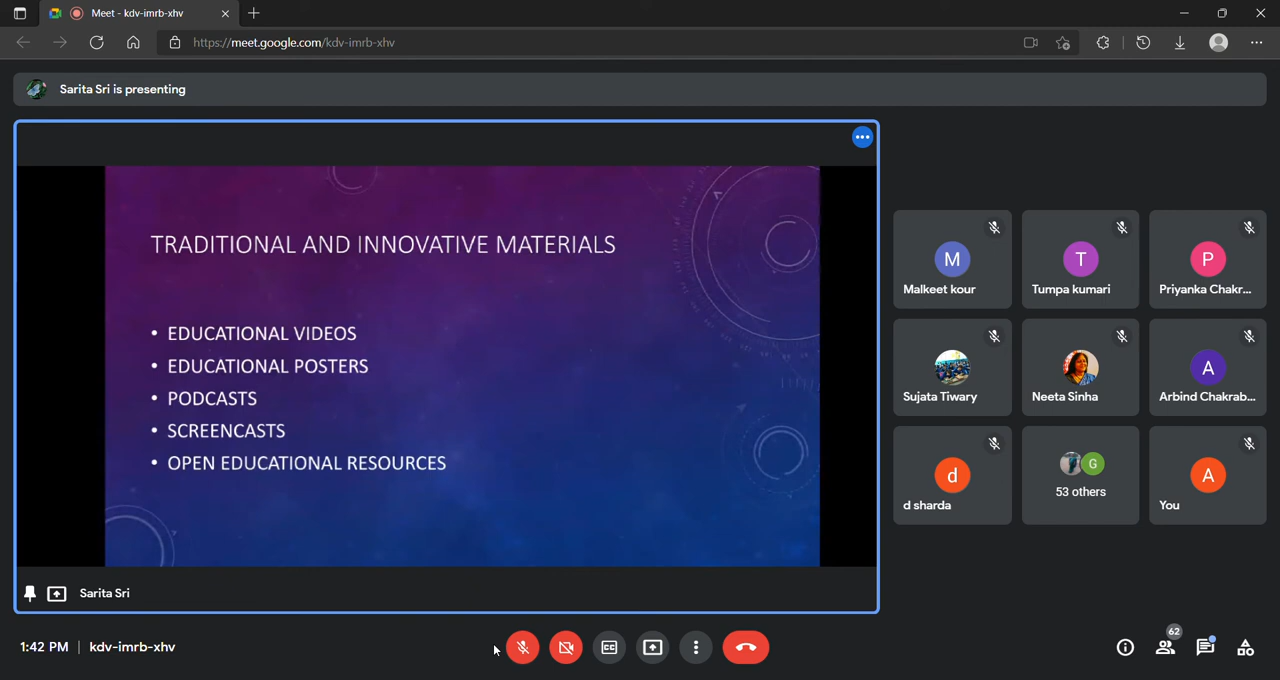 Meet - kdv-imrb-xhv
https://meet.google.com/kdv-imrb-xhv
Sarita Sri is presenting
TRADITIONAL AND INNOVATIVE MATERIALS
• EDUCATIONAL VIDEOS
• EDUCATIONAL POSTERS
• PODCASTS
• SCREENCASTS
• OPEN EDUCATIONAL RESOURCES
Sarita Sri
M
Malkeet kour
T
Tumpa kumari
P
Priyanka Chakr...
Sujata Tiwary
Neeta Sinha
A
Arbind Chakrab...
d
d sharda
G
53 others
A
You
1:42 PM | kdv-imrb-xhv
CC
62